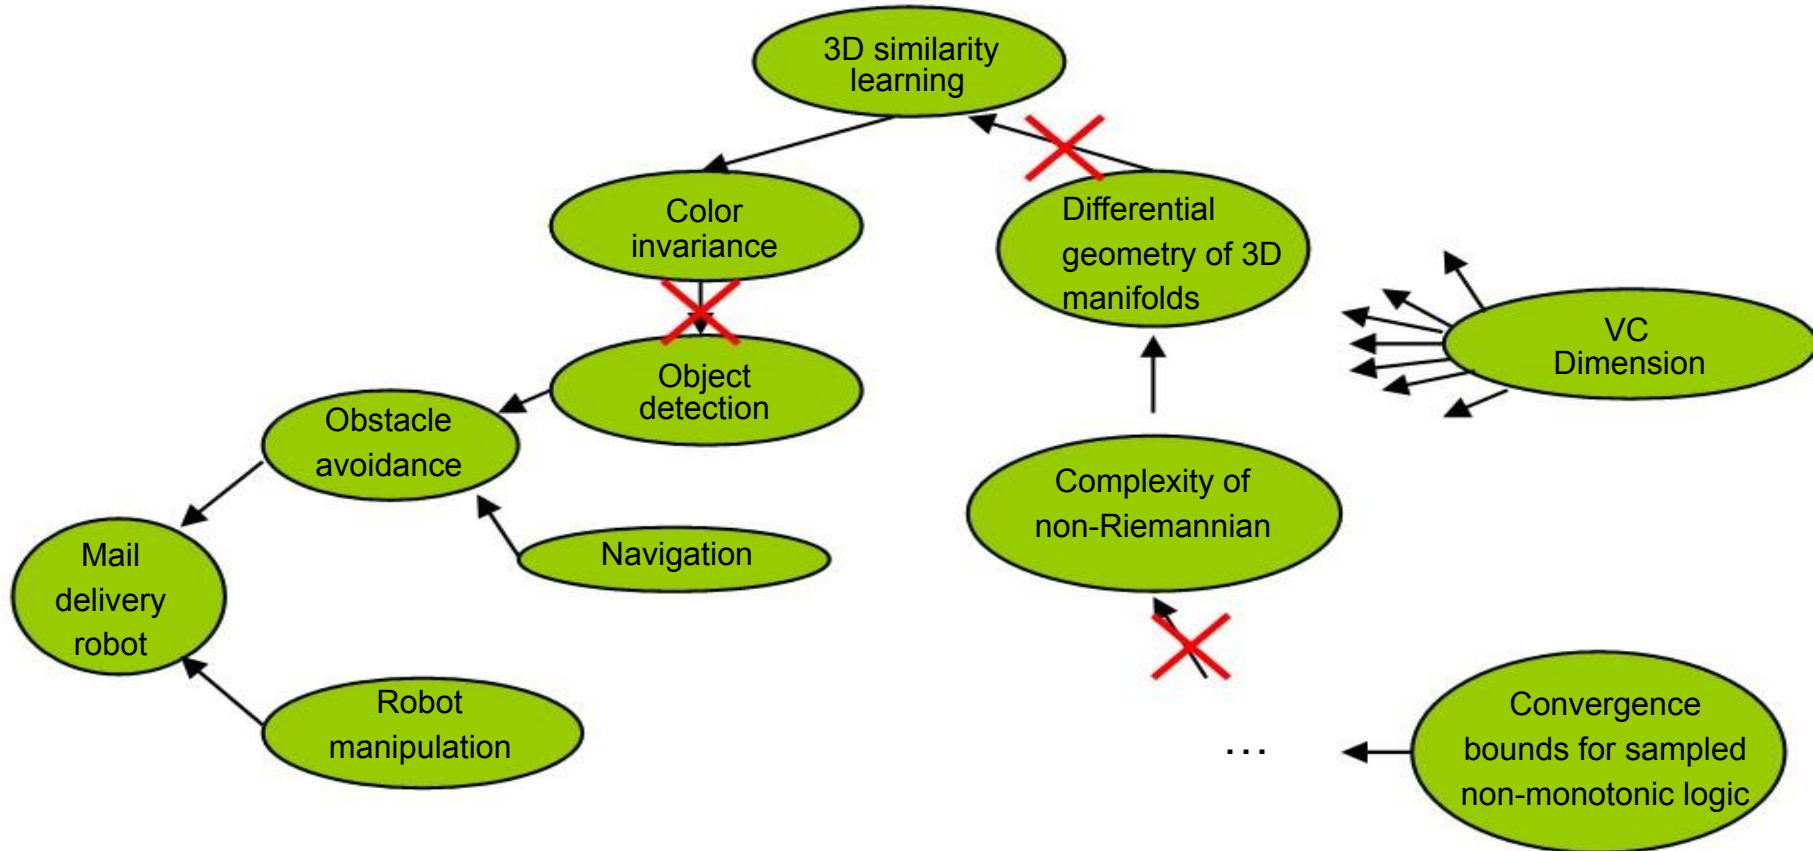 3D similarity
learning
Color
invariance
Differential
geometry of 3D
manifolds
VC
Dimension
Object
detection
Obstacle
avoidance
Complexity of
non-Riemannian
Navigation
Mail
delivery
robot
Robot
manipulation
...
Convergence
bounds for sampled
non-monotonic logic